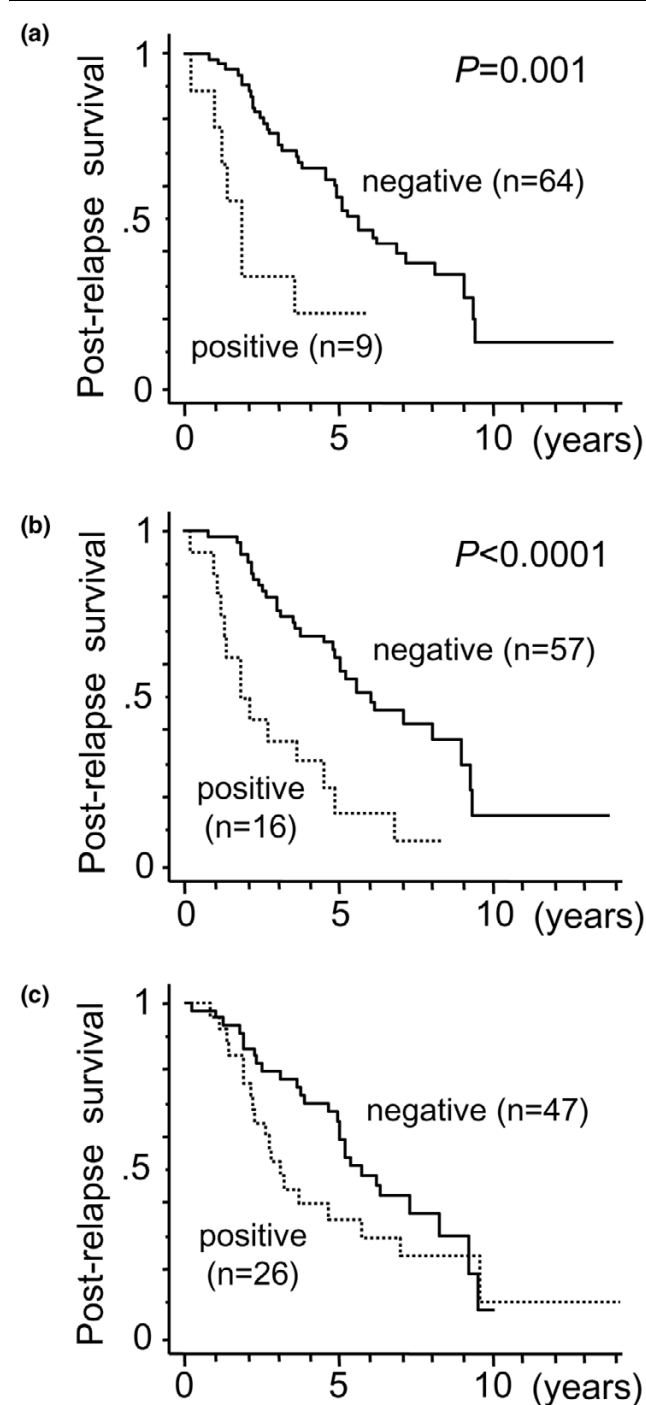 (a)
Post-relapse survival
1
.5
0
P=0.001
negative (n=64)
positive (n=9)
0 5 10 (years)
(b)
Post-relapse survival
1
.5
0
P<0.0001
negative (n=57)
positive
(n=16)
0 5 10 (years)
(c)
Post-relapse survival
1
.5
0
negative (n=47)
positive
(n=26)
0 5 10 (years)